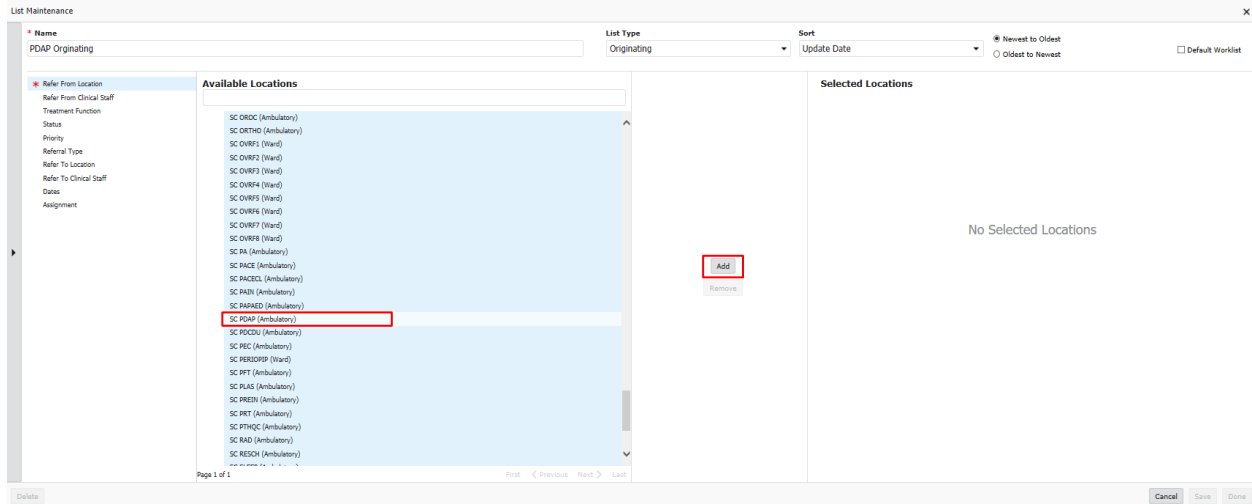 List Maintenance
* Name
PDAP Orginating
List Type
Originating
Sort
Update Date
Newest to Oldest
Oldest to Newest
Default Worklist
* Refer From Location
Refer From Clinical Staff
Treatment Function
Status
Priority
Referral Type
Refer To Location
Refer To Clinical Staff
Dates
Assignment
Available Locations
SC OROC (Ambulatory)
SC ORTHO (Ambulatory)
SC OVRF1 (Ward)
SC OVRF2 (Ward)
SC OVRF3 (Ward)
SC OVRF4 (Ward)
SC OVRF5 (Ward)
SC OVRF6 (Ward)
SC OVRF7 (Ward)
SC OVRF8 (Ward)
SC PA (Ambulatory)
SC PACE (Ambulatory)
SC PACECL (Ambulatory)
SC PAIN (Ambulatory)
SC PAPAED (Ambulatory)
SC PDAP (Ambulatory)
SC PDCDU (Ambulatory)
SC PEC (Ambulatory)
SC PERIOPIP (Ward)
SC PFT (Ambulatory)
SC PLAS (Ambulatory)
SC PREIN (Ambulatory)
SC PRT (Ambulatory)
SC PTHQC (Ambulatory)
SC RAD (Ambulatory)
SC RESCH (Ambulatory)
Page 1 of 1
First Previous Next Last
Add
Remove
Selected Locations
No Selected Locations
Delete
Cancel Save Done